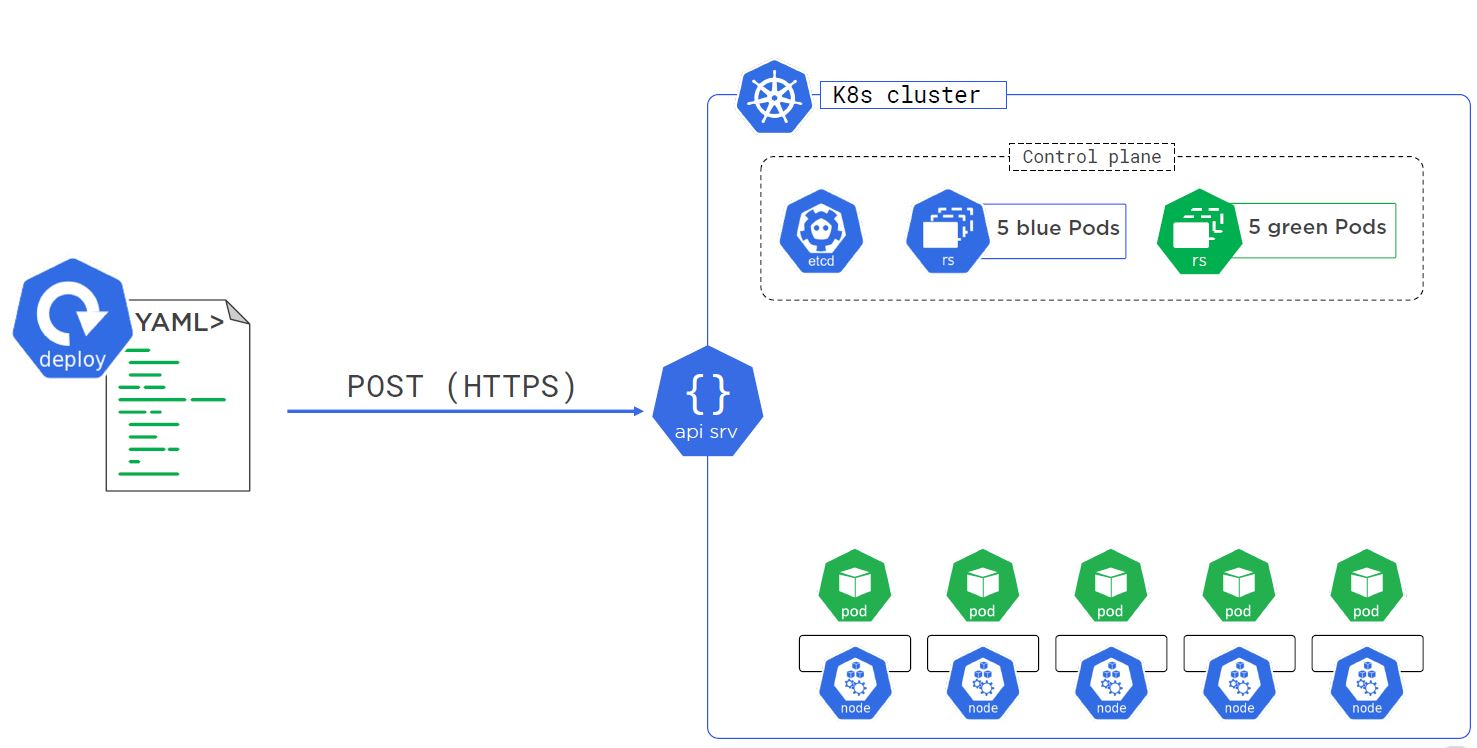 K8s cluster
Control plane
etcd
rs
5 blue Pods
rs
5 green Pods
deploy
YAML>
POST (HTTPS)
{}
api srv
pod
pod
pod
pod
pod
node
node
node
node
node